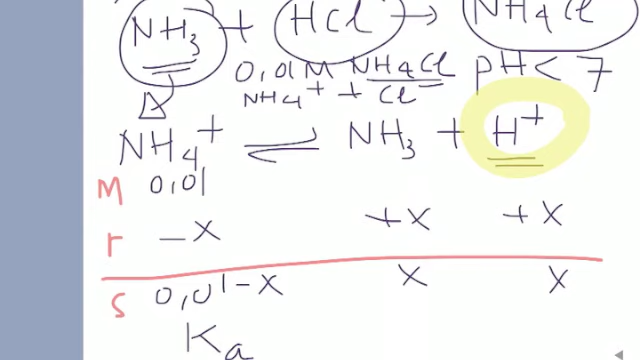 NH₃ + HCl → NH₄Cl
0,01M NH₄Cl pH < 7
NH₄⁺ + Cl⁻
NH₄⁺ ⇌ NH₃ + H⁺
M 0,01
r -x +x +x
s 0,01-x x x
Ka